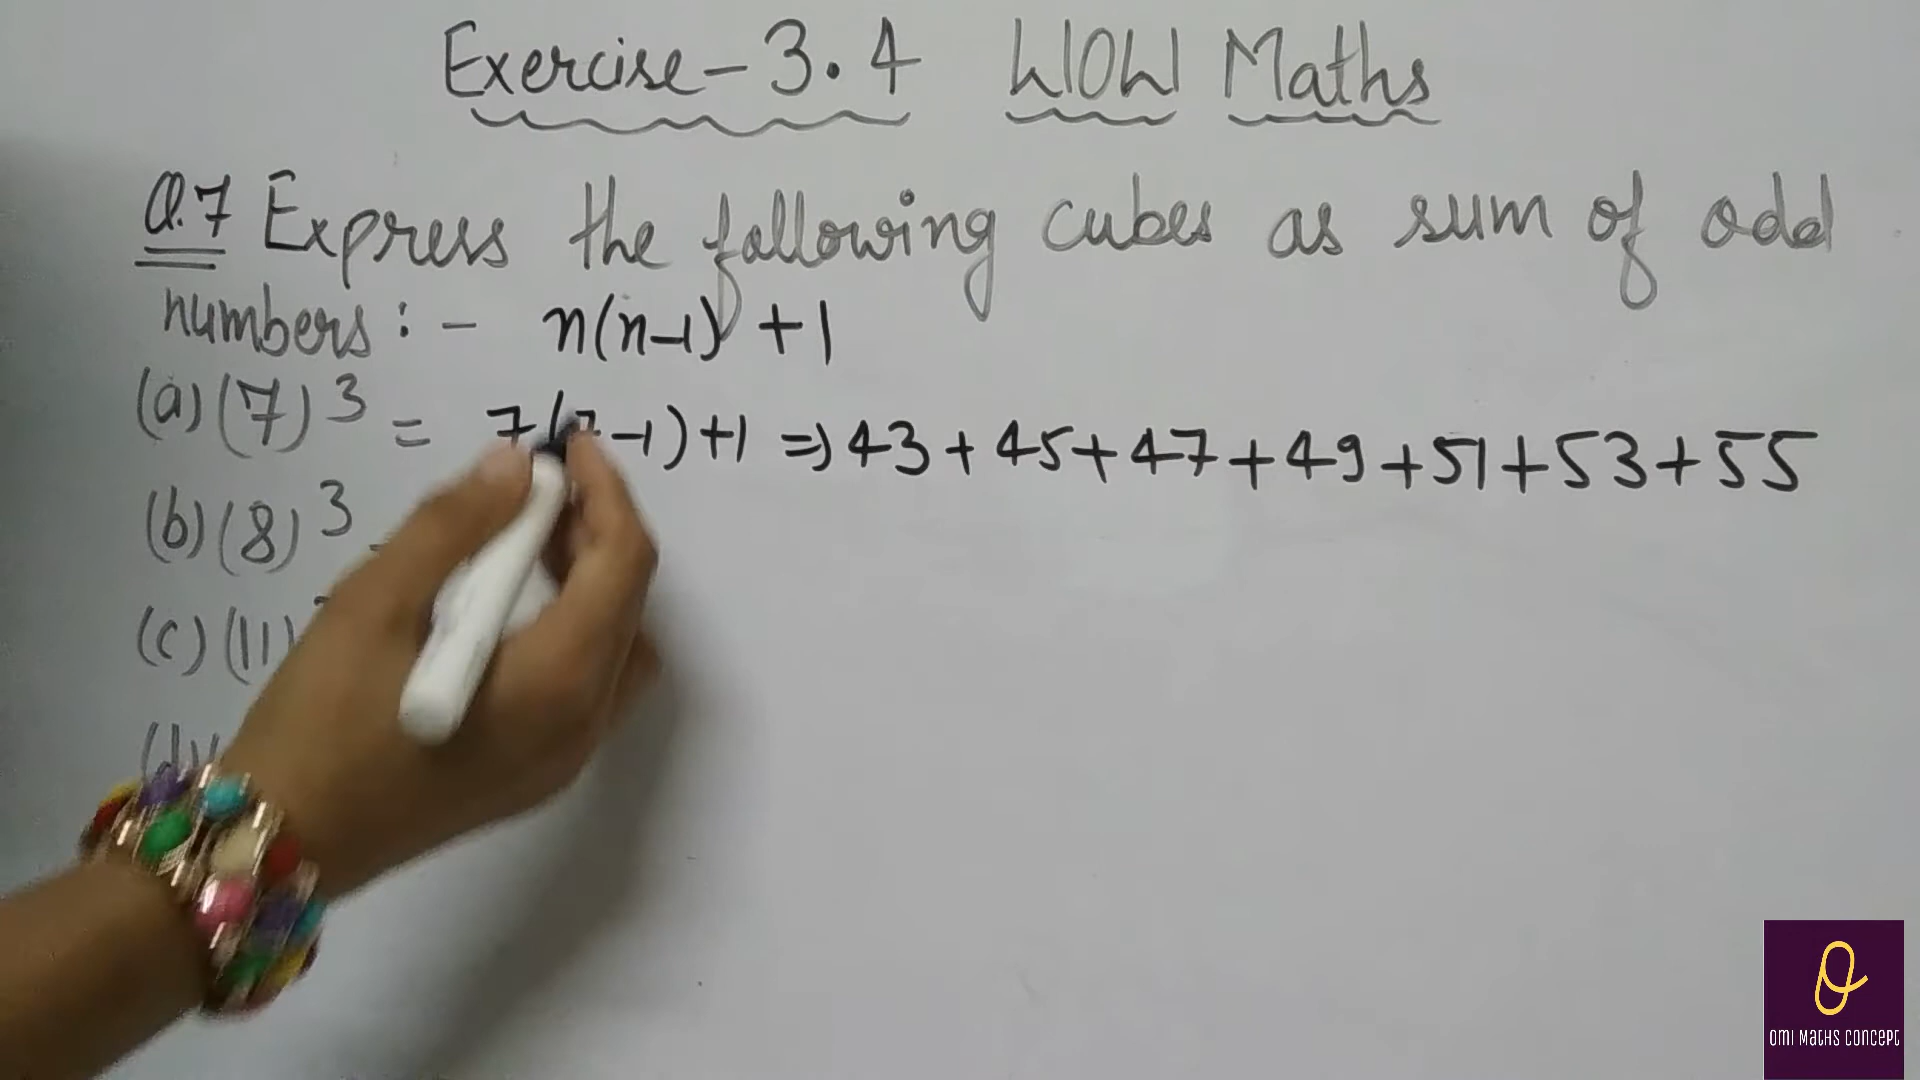 Exercise-3.4 WOW Maths
Q.7 Express the following cubes as sum of odd
numbers:- n(n-1)+1
(a) (7)³ = 7(7-1)+1 ⇒ 43+45+47+49+51+53+55
(b) (8)³
(c) (11)
(d)
OMI MATHS CONCEPT